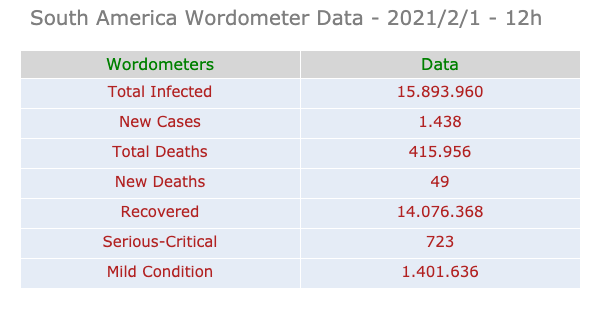 South America Wordometer Data - 2021/2/1 - 12h
Wordometers Data
Total Infected 15.893.960
New Cases 1.438
Total Deaths 415.956
New Deaths 49
Recovered 14.076.368
Serious-Critical 723
Mild Condition 1.401.636